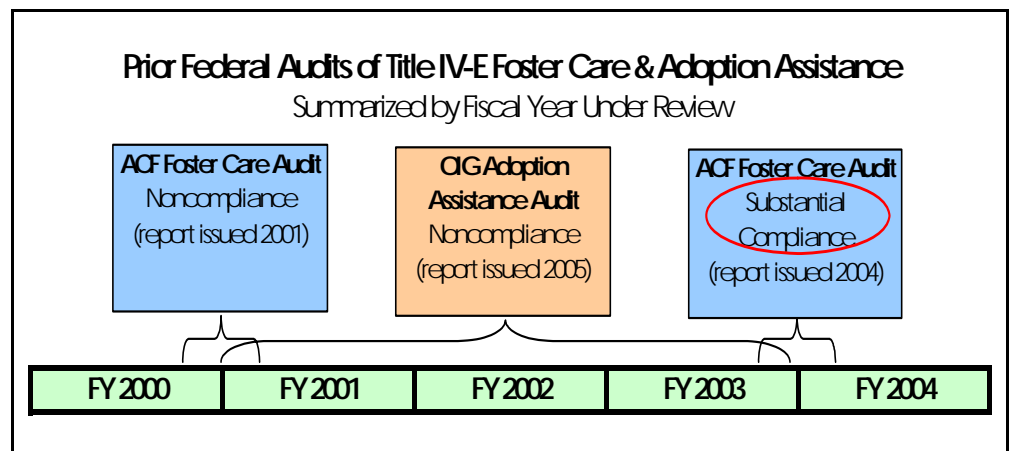 Prior Federal Audits of Title IV-E Foster Care & Adoption Assistance
Summarized by Fiscal Year Under Review
ACF Foster Care Audit
Noncompliance
(report issued 2001)
OIG Adoption
Assistance Audit
Noncompliance
(report issued 2005)
ACF Foster Care Audit
Substantial
Compliance
(report issued 2004)
FY 2000 FY 2001 FY 2002 FY 2003 FY 2004